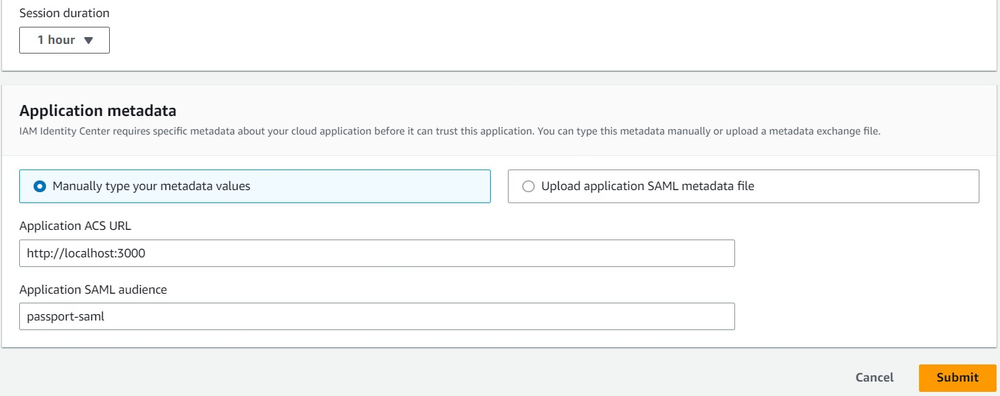 Session duration
1 hour
Application metadata
IAM Identity Center requires specific metadata about your cloud application before it can trust this application. You can type this metadata manually or upload a metadata exchange file.
Manually type your metadata values
Upload application SAML metadata file
Application ACS URL
http://localhost:3000
Application SAML audience
passport-saml
Cancel
Submit